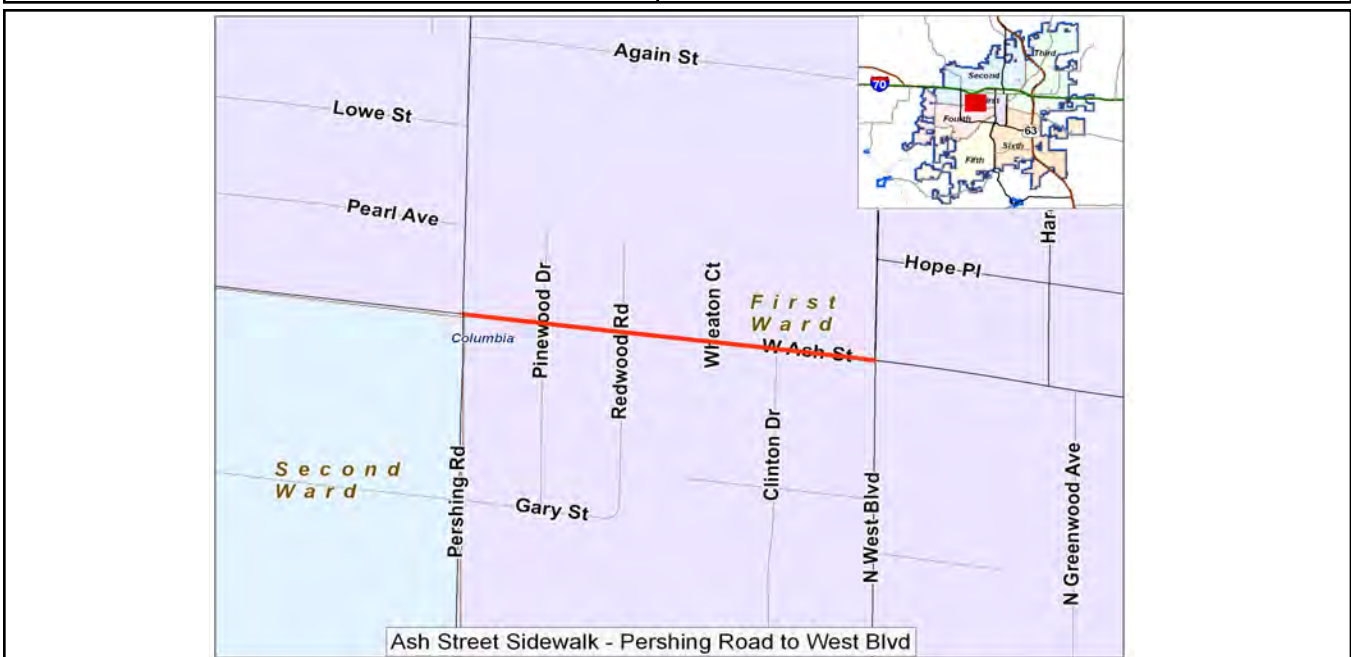 Again St
Lowe St
Pearl Ave
Third
Second
70
Fourth
63
Sixth
Fifth
Har
Hope Pl
Pinewood Dr
Redwood Rd
Wheaton Ct
First
Ward
W Ash St
Columbia
Second
Ward
Pershing Rd
Gary St
Clinton Dr
N West Blvd
N Greenwood Ave
Ash Street Sidewalk - Pershing Road to West Blvd